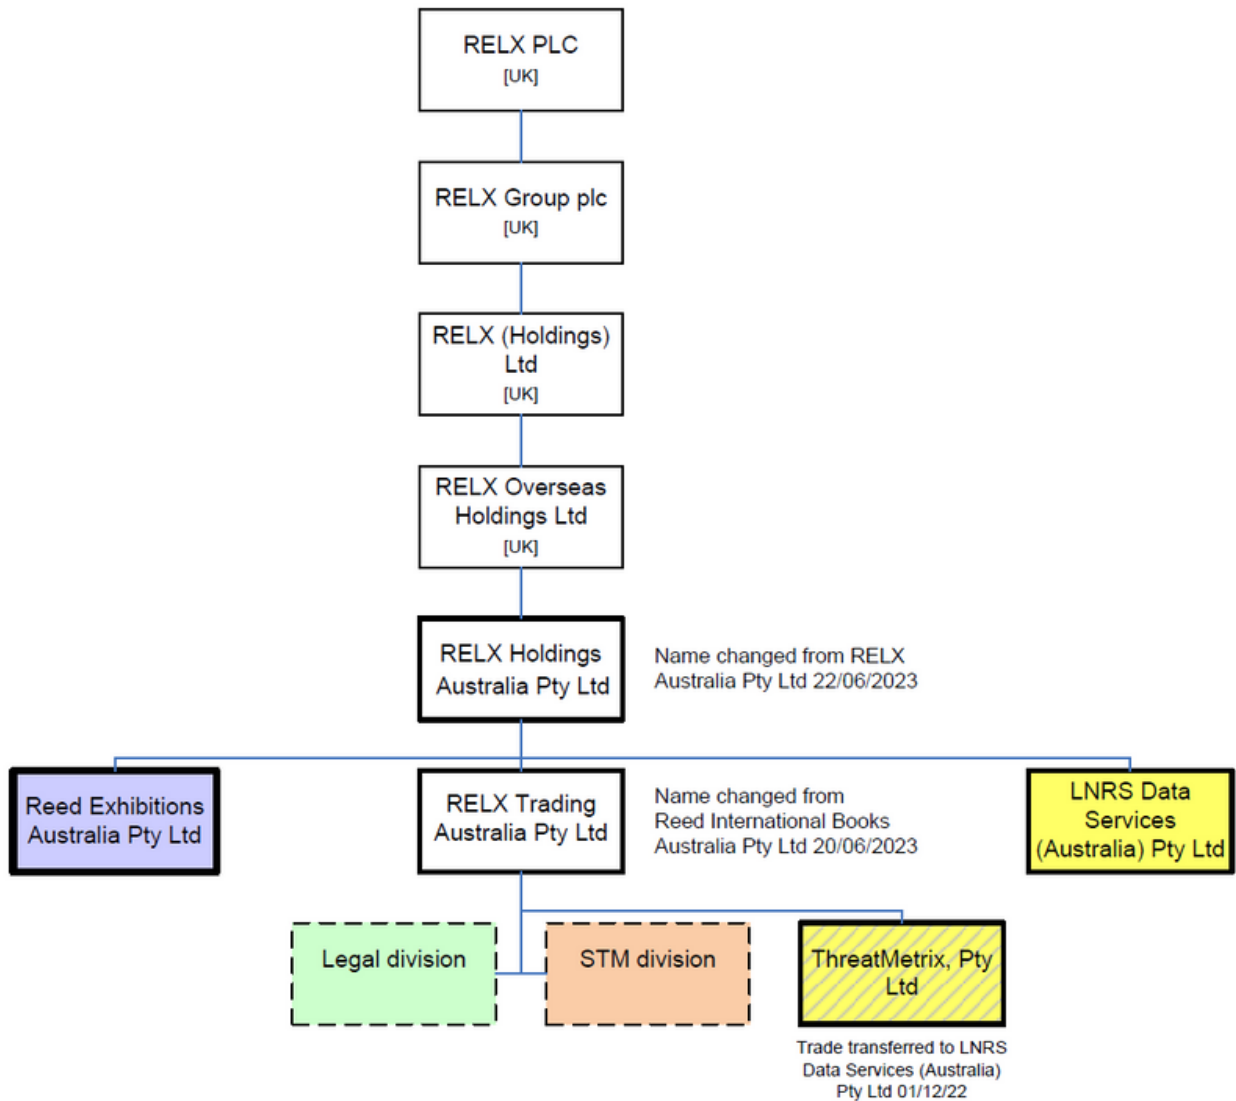 RELX PLC
[UK]
RELX Group plc
[UK]
RELX (Holdings)
Ltd
[UK]
RELX Overseas
Holdings Ltd
[UK]
RELX Holdings
Australia Pty Ltd
Name changed from RELX
Australia Pty Ltd 22/06/2023
Reed Exhibitions
Australia Pty Ltd
RELX Trading
Australia Pty Ltd
Name changed from
Reed International Books
Australia Pty Ltd 20/06/2023
LNRS Data
Services
(Australia) Pty Ltd
Legal division
STM division
ThreatMetrix, Pty
Ltd
Trade transferred to LNRS
Data Services (Australia)
Pty Ltd 01/12/22